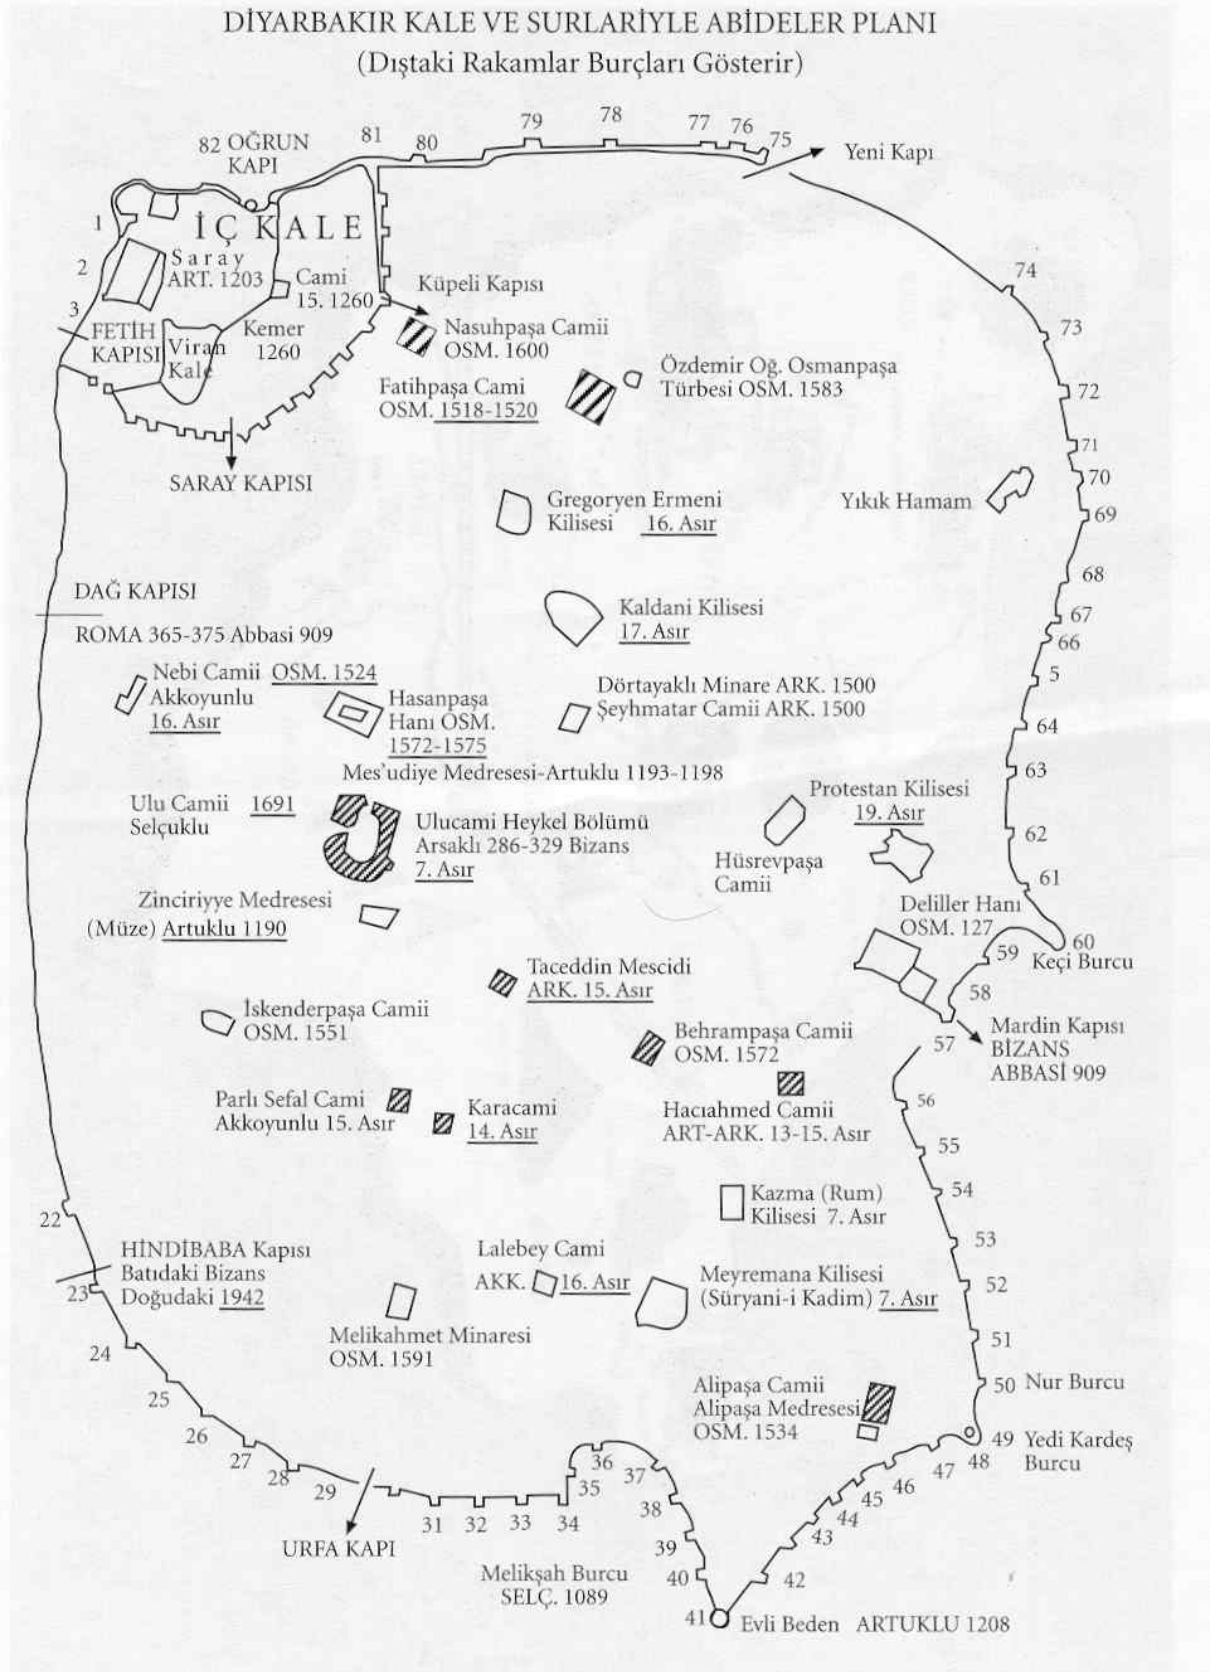 DİYARBAKIR KALE VE SURLARİYLE ABİDELER PLANI
(Dıştaki Rakamlar Burçları Gösterir)
82 OĞRUN
KAPI
81
80
79
78
77
76
75
Yeni Kapı
1
2
3
İÇ KALE
Saray
ART. 1203
Cami
15. 1260
FETİH
KAPISI
Viran
Kale
Kemer
1260
Küpeli Kapısı
Nasuhpaşa Camii
OSM. 1600
Fatihpaşa Cami
OSM. 1518-1520
Özdemir Oğ. Osmanpaşa
Türbesi OSM. 1583
74
73
72
71
70
69
68
67
66
5
64
63
62
61
SARAY KAPISI
Gregoryen Ermeni
Kilisesi 16. Asır
Yıkık Hamam
DAĞ KAPISI
ROMA 365-375 Abbasi 909
Kaldani Kilisesi
17. Asır
Nebi Camii OSM. 1524
Akkoyunlu
16. Asır
Hasanpaşa
Hanı OSM.
1572-1575
Dörtayaklı Minare ARK. 1500
Şeyhmatar Camii ARK. 1500
Mes'udiye Medresesi-Artuklu 1193-1198
Ulu Camii 1691
Selçuklu
Ulucami Heykel Bölümü
Arsaklı 286-329 Bizans
7. Asır
Protestan Kilisesi
19. Asır
Hüsrevpaşa
Camii
Zinciriyye Medresesi
(Müze) Artuklu 1190
Deliller Hanı
OSM. 127
60
Keçi Burcu
59
58
57
Mardin Kapısı
BİZANS
ABBASİ 909
Taceddin Mescidi
ARK. 15. Asır
İskenderpaşa Camii
OSM. 1551
Behrampaşa Camii
OSM. 1572
Parlı Sefal Cami
Akkoyunlu 15. Asır
Karacami
14. Asır
Hacıahmed Camii
ART-ARK. 13-15. Asır
56
55
54
53
52
51
Kazma (Rum)
Kilisesi 7. Asır
22
23
HİNDİBABA Kapısı
Batıdaki Bizans
Doğudaki 1942
Lalebey Cami
AKK. 16. Asır
Meyremana Kilisesi
(Süryani-i Kadim) 7. Asır
Melikahmet Minaresi
OSM. 1591
24
25
26
27
28
29
Alipaşa Camii
Alipaşa Medresesi
OSM. 1534
50 Nur Burcu
49 Yedi Kardeş
Burcu
48
47
46
45
44
43
42
URFA KAPI
31
32
33
34
35
36
37
38
39
40
Melikşah Burcu
SELÇ. 1089
41
Evli Beden ARTUKLU 1208